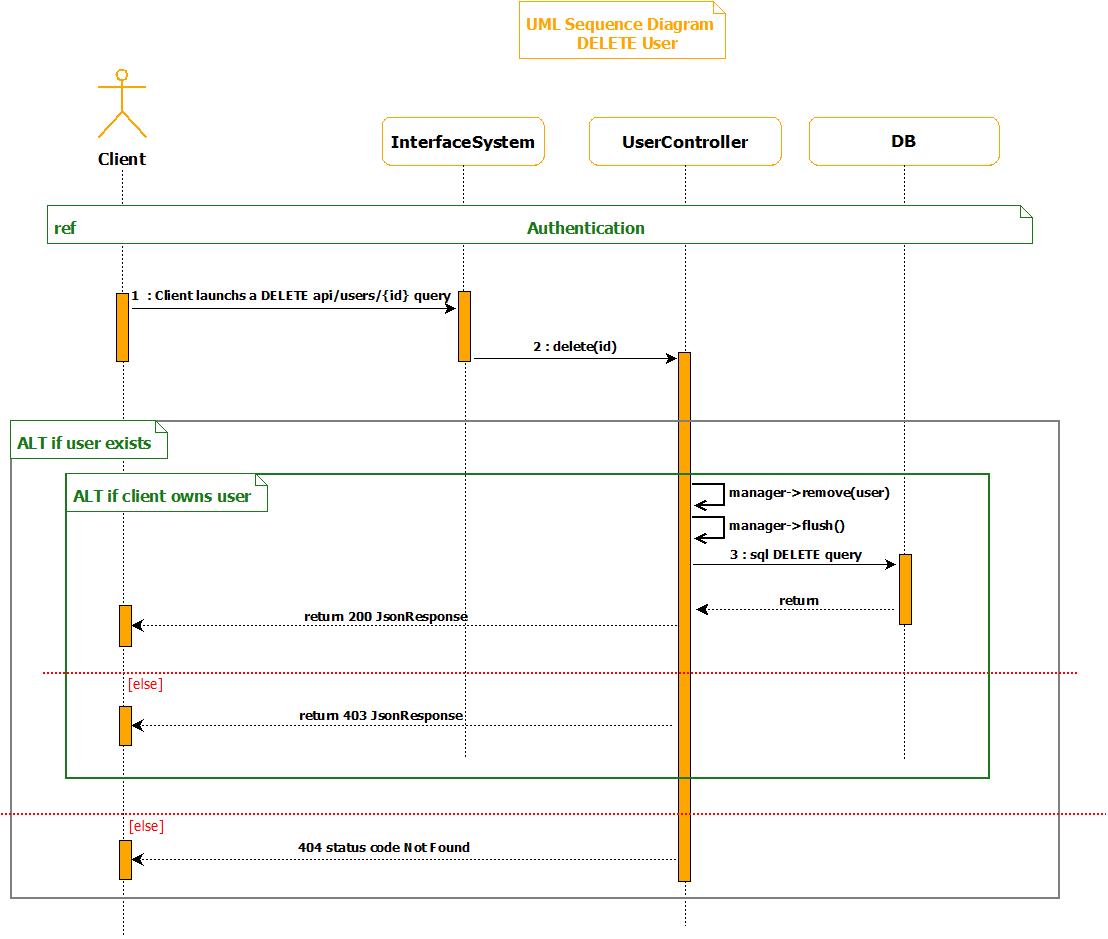 UML Sequence Diagram
DELETE User
Client
InterfaceSystem
UserController
DB
ref
Authentication
1 : Client launchs a DELETE api/users/{id} query
2 : delete(id)
ALT if user exists
ALT if client owns user
manager->remove(user)
manager->flush()
3 : sql DELETE query
return
return 200 JsonResponse
[else]
return 403 JsonResponse
[else]
404 status code Not Found